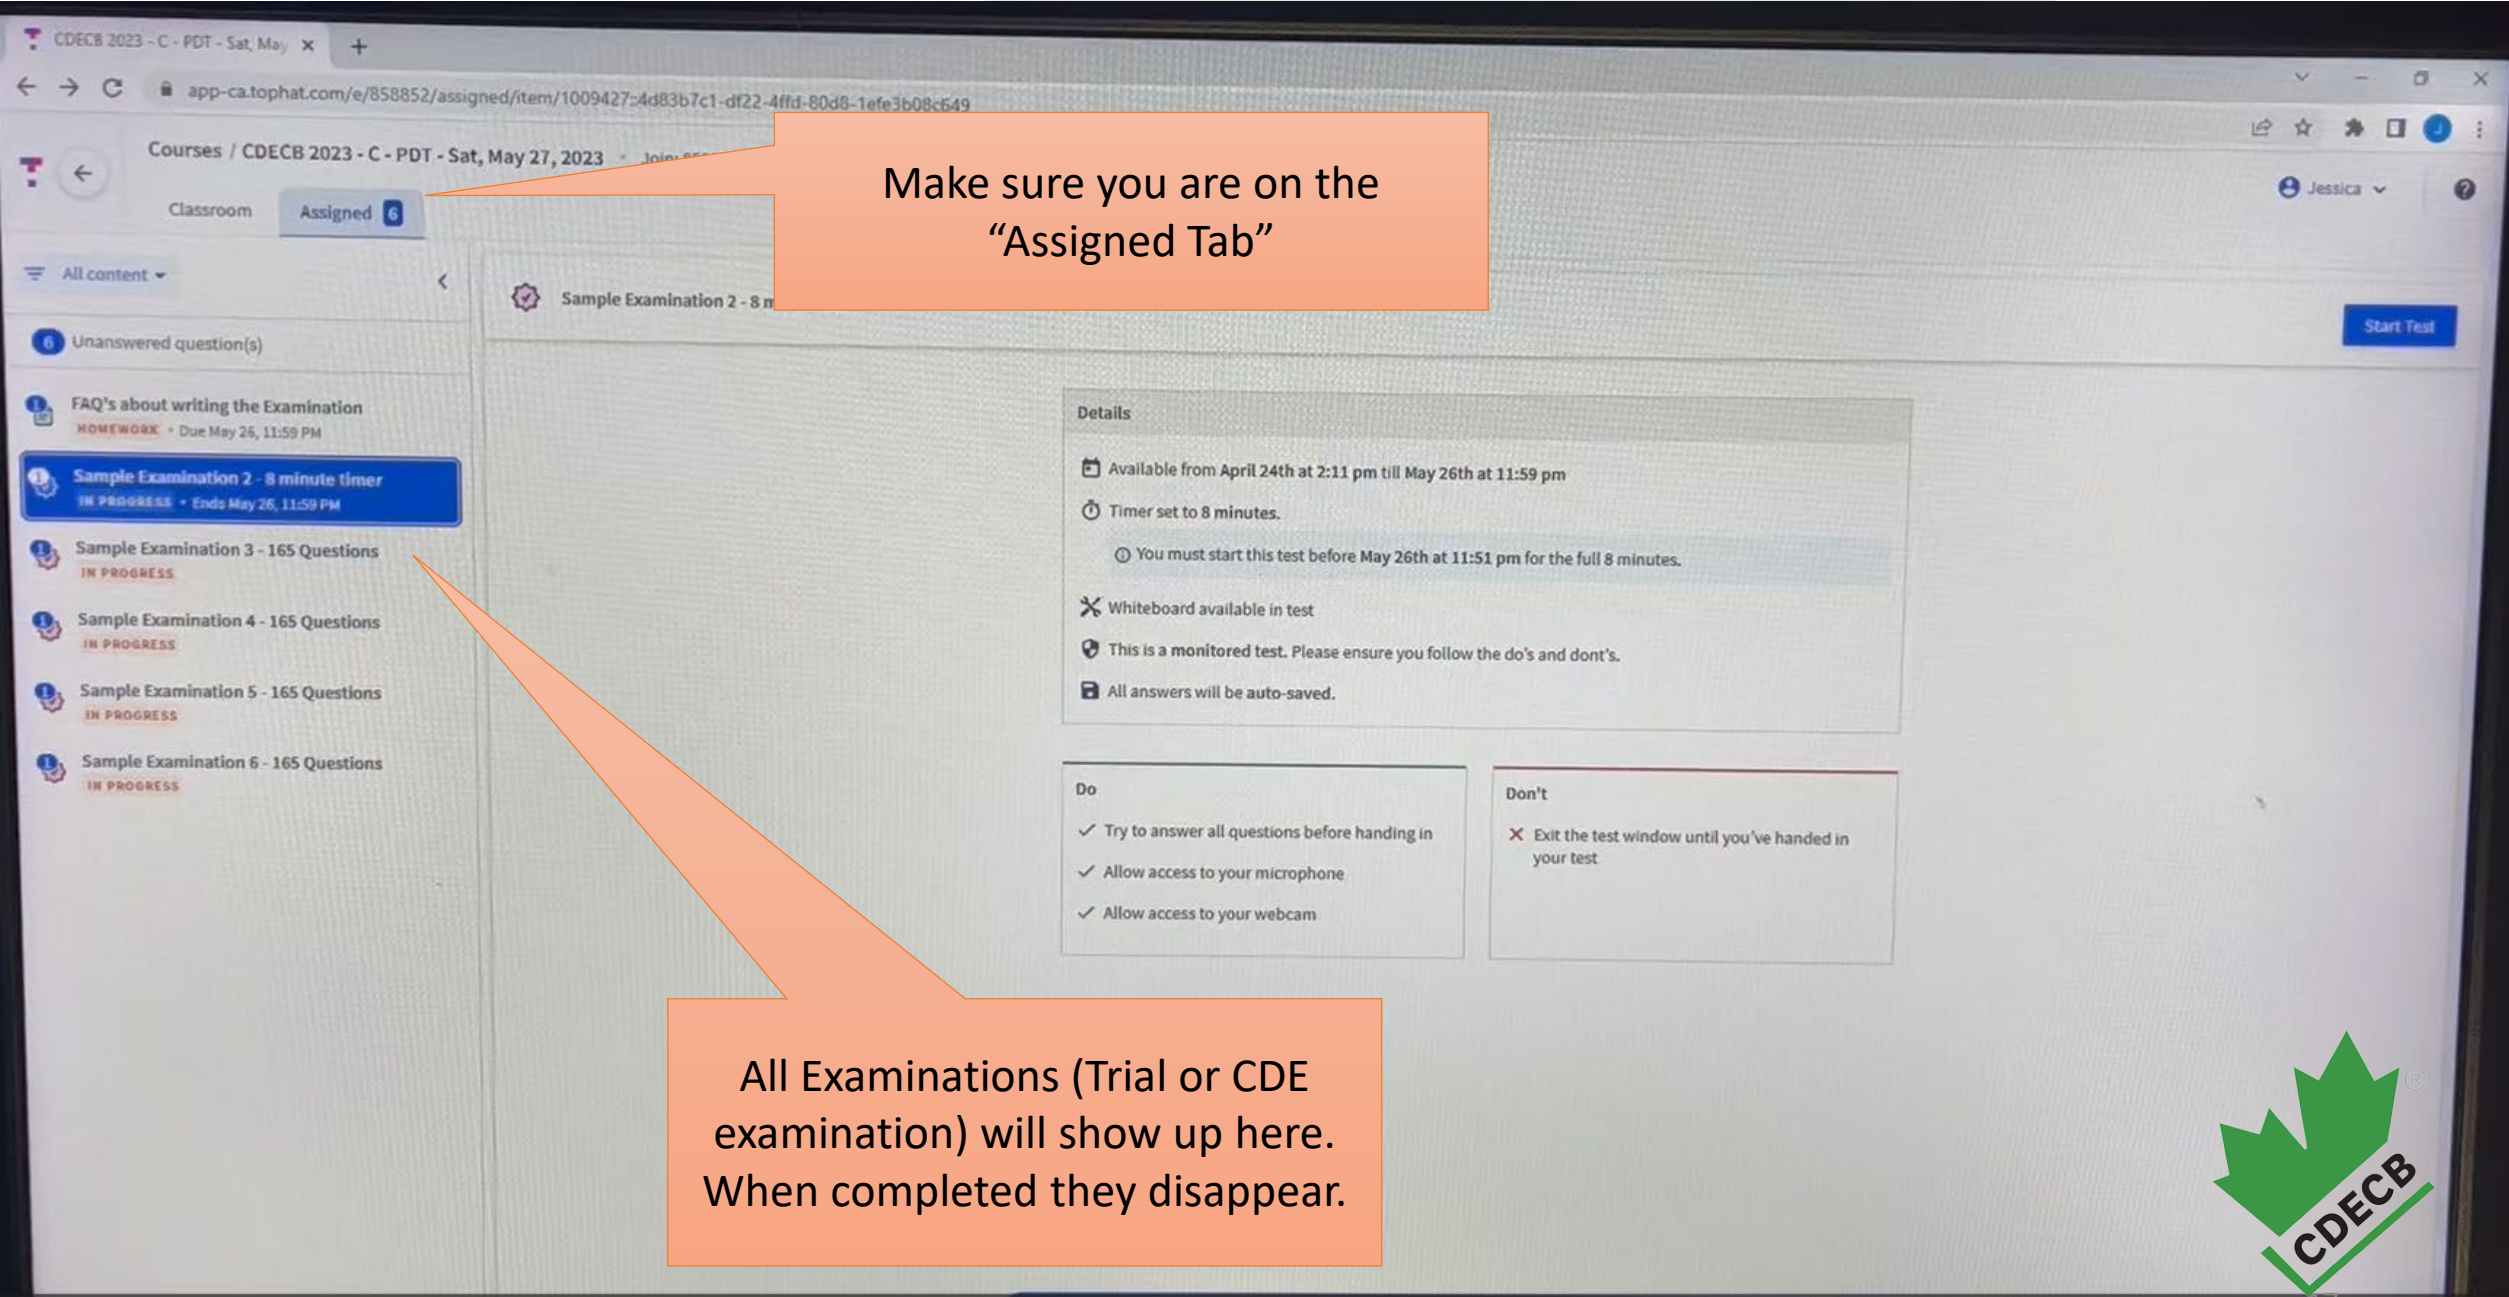 CDECB 2023 - C - PDT - Sat, May
app-ca.tophat.com/e/858852/assigned/item/1009427::4d83b7c1-df22-4ffd-80d8-1efe3b08c649
Courses / CDECB 2023 - C - PDT - Sat, May 27, 2023
Join:
J
Jessica
Classroom
Assigned 6
Make sure you are on the
“Assigned Tab”
All content
Sample Examination 2 - 8 m
Start Test
6 Unanswered question(s)
1 FAQ's about writing the Examination
HOMEWORK • Due May 26, 11:59 PM
1 Sample Examination 2 - 8 minute timer
IN PROGRESS • Ends May 26, 11:59 PM
1 Sample Examination 3 - 165 Questions
IN PROGRESS
1 Sample Examination 4 - 165 Questions
IN PROGRESS
1 Sample Examination 5 - 165 Questions
IN PROGRESS
1 Sample Examination 6 - 165 Questions
IN PROGRESS
Details
Available from April 24th at 2:11 pm till May 26th at 11:59 pm
Timer set to 8 minutes.
You must start this test before May 26th at 11:51 pm for the full 8 minutes.
Whiteboard available in test
This is a monitored test. Please ensure you follow the do's and dont's.
All answers will be auto-saved.
Do
Try to answer all questions before handing in
Allow access to your microphone
Allow access to your webcam
Don't
Exit the test window until you've handed in
your test
All Examinations (Trial or CDE
examination) will show up here.
When completed they disappear.
®
CDECB